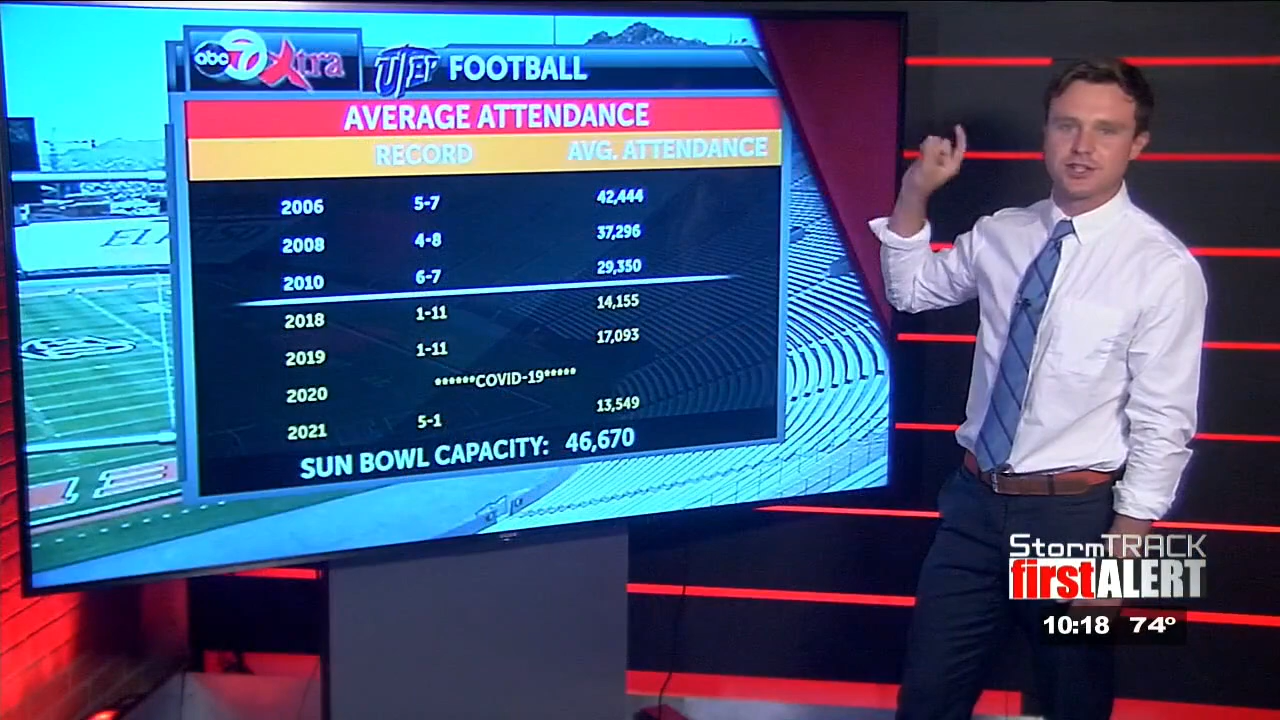 abc 7 Xtra
UTEP FOOTBALL
AVERAGE ATTENDANCE
RECORD AVG. ATTENDANCE
2006 5-7 42,444
2008 4-8 37,296
2010 6-7 29,350
2018 1-11 14,155
2019 1-11 17,093
2020 ******COVID-19*****
2021 5-1 13,549
SUN BOWL CAPACITY: 46,670
StormTRACK
firstALERT
10:18 74°